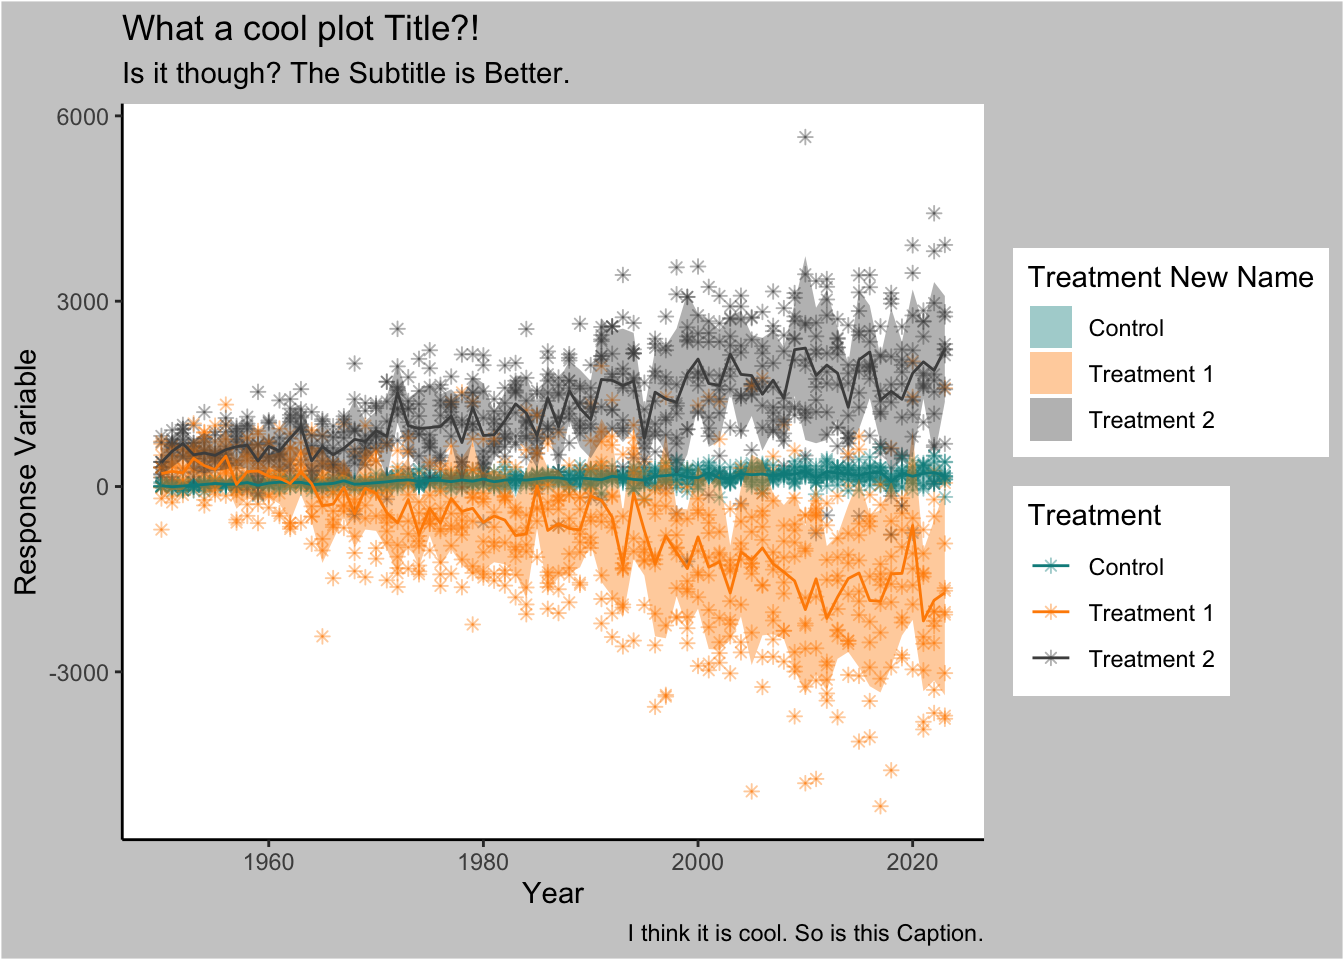 What a cool plot Title?!
Is it though? The Subtitle is Better.
6000
3000
0
-3000
Response Variable
1960
1980
2000
2020
Year
I think it is cool. So is this Caption.
Treatment New Name
Control
Treatment 1
Treatment 2
Treatment
Control
Treatment 1
Treatment 2